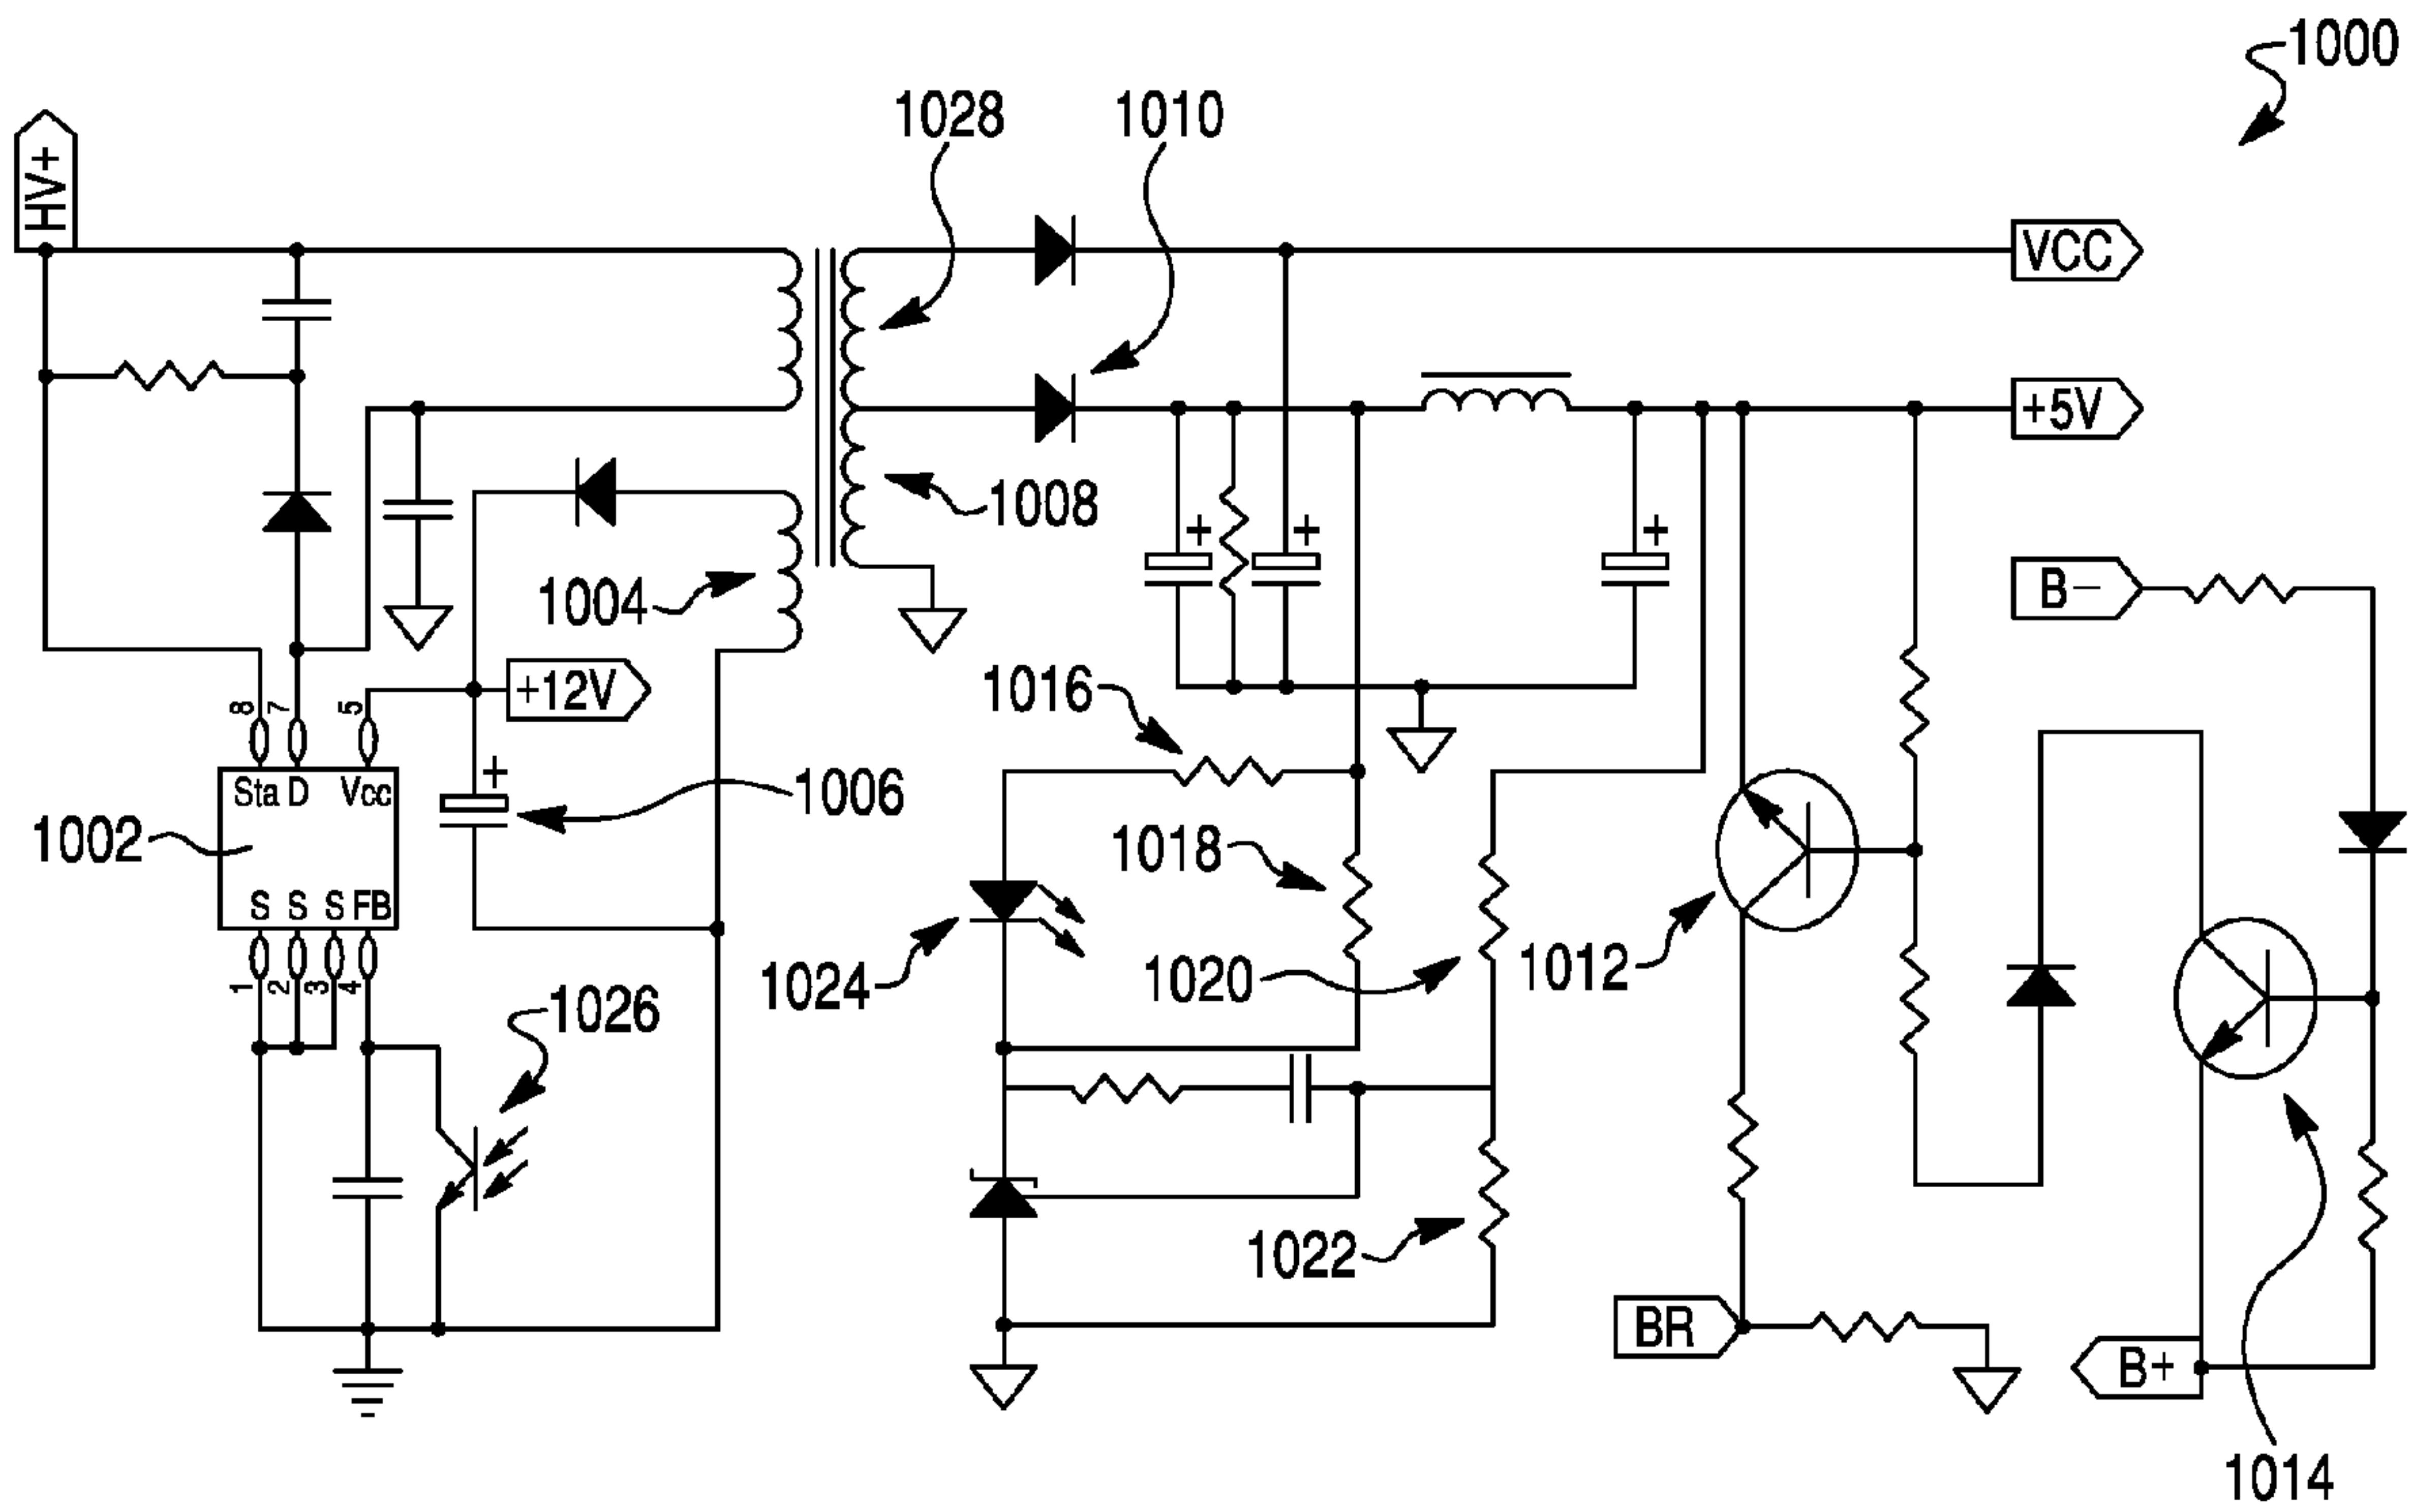 1000
1028
1010
HV+
VCC
+5V
1008
B−
1004
+12V
1016
8
7
5
1006
Sta D Vcc
1002
1018
S S S FB
1024
1020
1012
1
2
3
4
1026
1022
BR
B+
1014
+
+
+
+